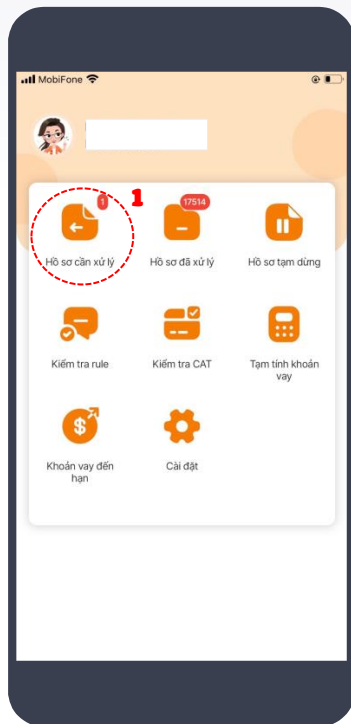 MobiFone
1
17514
1
Hồ sơ cần xử lý
Hồ sơ đã xử lý
Hồ sơ tạm dừng
Kiểm tra rule
Kiểm tra CAT
Tạm tính khoản
vay
Khoản vay đến
hạn
Cài đặt